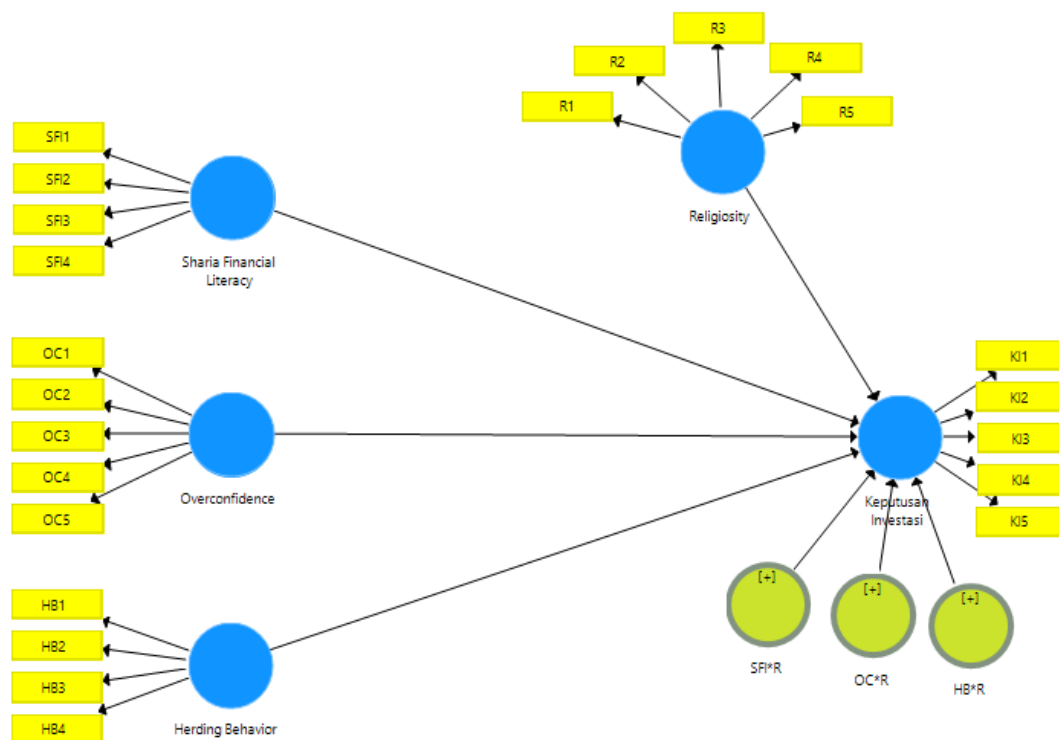 R3
R2
R4
R1
R5
Religiosity
SFI1
SFI2
SFI3
SFI4
Sharia Financial
Literacy
OC1
OC2
OC3
OC4
OC5
Overconfidence
KI1
KI2
KI3
KI4
KI5
Keputusan
Investasi
HB1
HB2
HB3
HB4
Herding Behavior
[+]
SFI*R
[+]
OC*R
[+]
HB*R